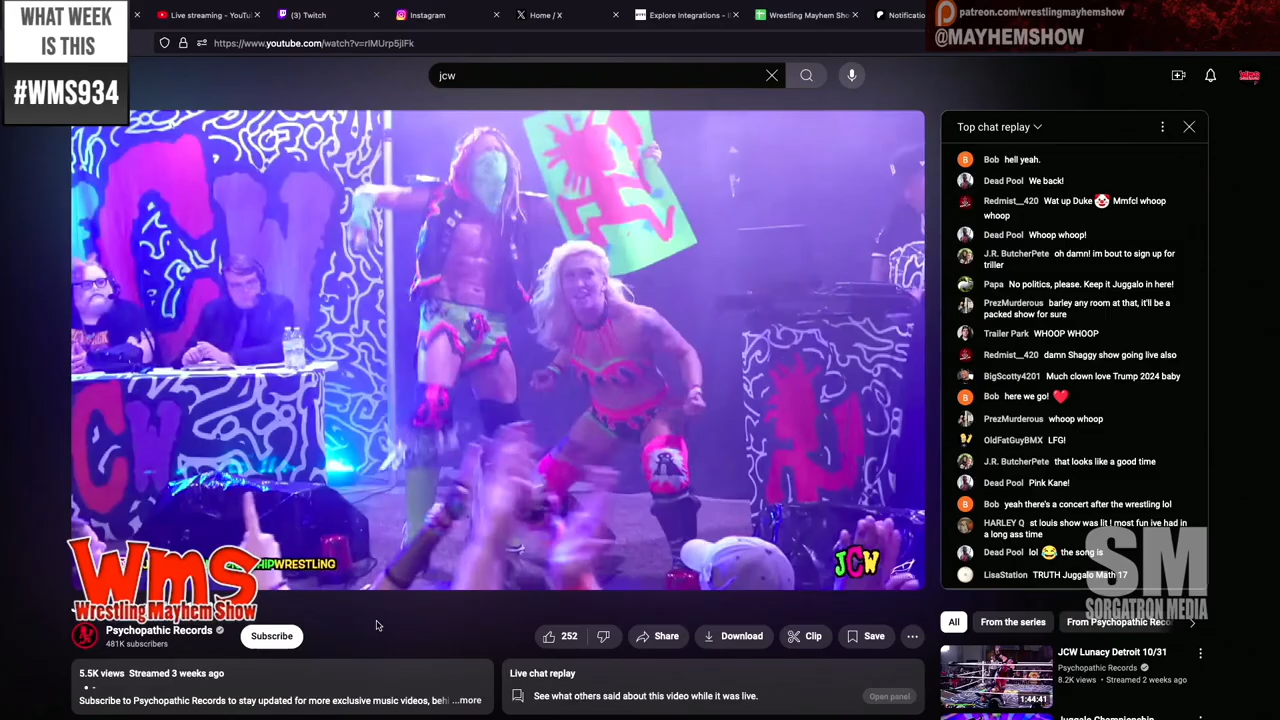 WHAT WEEK
IS THIS
#WMS934
Live streaming - YouTu
(3) Twitch
Instagram
Home / X
Explore Integrations - I
Wrestling Mayhem Sho
Notificatio
patreon.com/wrestlingmayhemshow
@MAYHEMSHOW
https://www.youtube.com/watch?v=rIMUrp5jIFk
jcw
wms
Top chat replay
Bob hell yeah.
Dead Pool We back!
Redmist__420 Wat up Duke 🤡 Mmfcl whoop
whoop
Dead Pool Whoop whoop!
J.R. ButcherPete oh damn! im bout to sign up for
triller
Papa No politics, please. Keep it Juggalo in here!
PrezMurderous barley any room at that, it'll be a
packed show for sure
Trailer Park WHOOP WHOOP
Redmist__420 damn Shaggy show going live also
BigScotty4201 Much clown love Trump 2024 baby
Bob here we go! ❤️
PrezMurderous whoop whoop
OldFatGuyBMX LFG!
J.R. ButcherPete that looks like a good time
Dead Pool Pink Kane!
Bob yeah there's a concert after the wrestling lol
HARLEY Q st louis show was lit ! most fun ive had in
a long ass time
Dead Pool lol 😂 the song is
LisaStation TRUTH Juggalo Math 17
SM
SORGATRON MEDIA
CW
CW
HIPWRESTLING
JCW
wms
Wrestling Mayhem Show
Psychopathic Records
481K subscribers
Subscribe
252
Share
Download
Clip
Save
5.5K views Streamed 3 weeks ago
Subscribe to Psychopathic Records to stay up
live music videos, behi ...more
Live chat replay
See what others said about this video while it was live.
Open panel
All
From the series
From Psychopathic Reco
JCW Lunacy Detroit 10/31
Psychopathic Records
8.2K views • Streamed 2 weeks ago
1:44:41